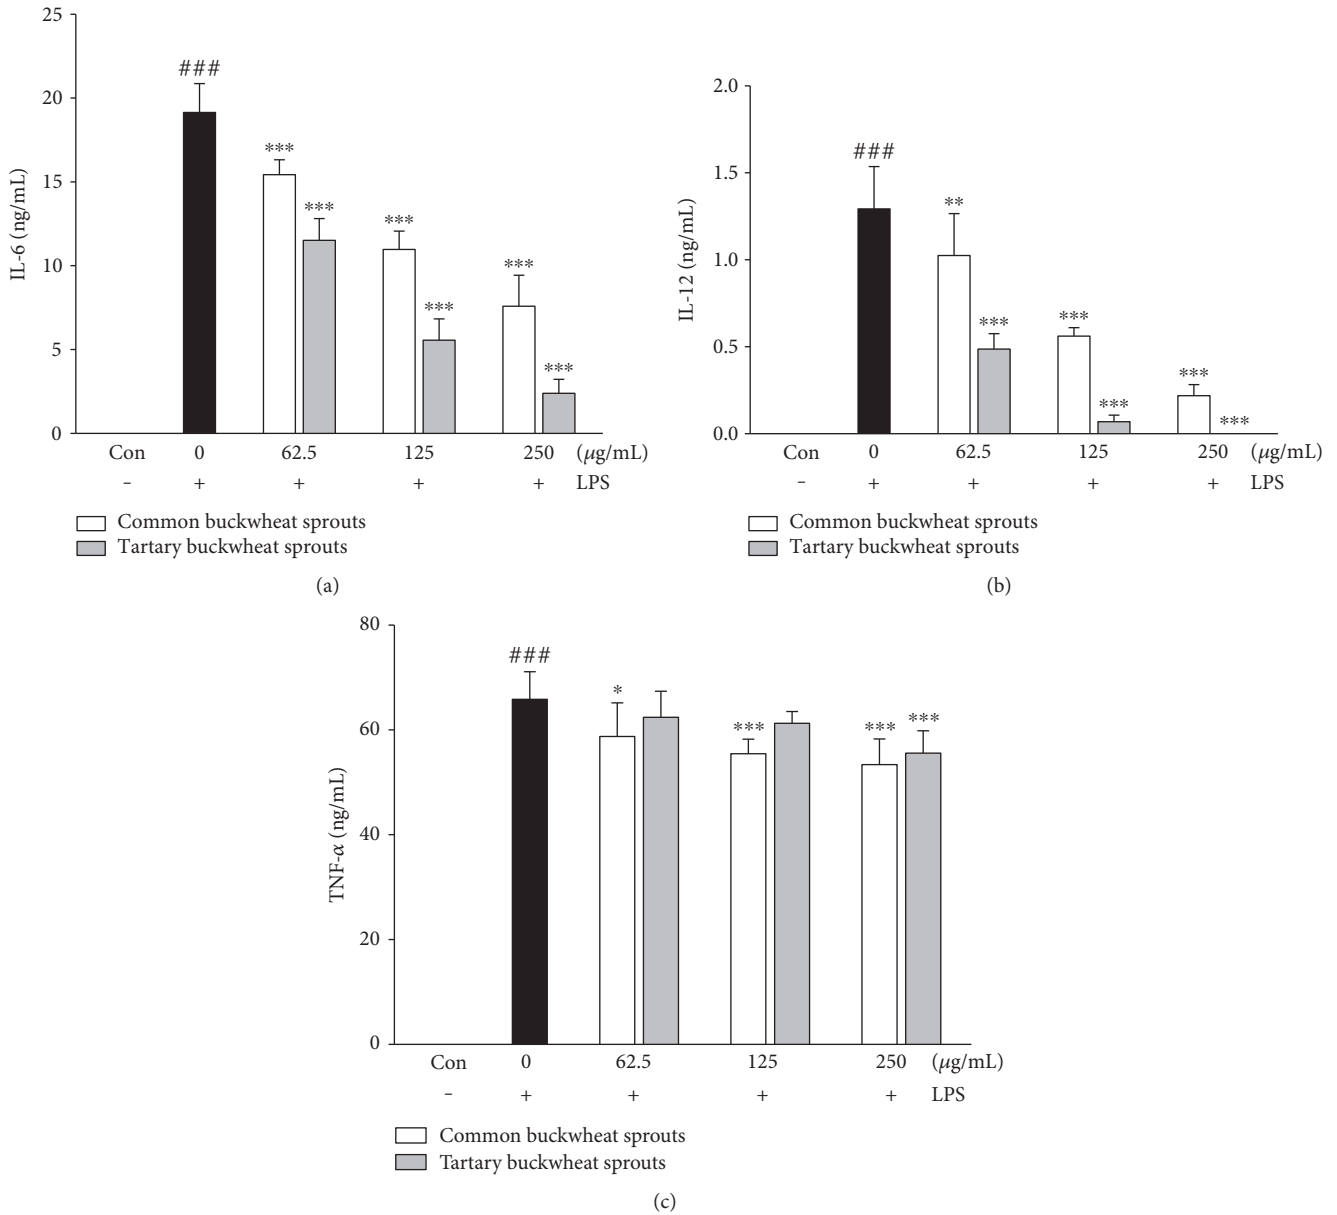 25
20
15
10
5
0
IL-6 (ng/mL)
###
***
***
***
***
***
***
Con 0 62.5 125 250 (μg/mL)
– + + + + LPS
Common buckwheat sprouts
Tartary buckwheat sprouts
(a)
2.0
1.5
1.0
0.5
0.0
IL-12 (ng/mL)
###
**
***
***
***
***
***
Con 0 62.5 125 250 (μg/mL)
– + + + + LPS
Common buckwheat sprouts
Tartary buckwheat sprouts
(b)
80
60
40
20
0
TNF-α (ng/mL)
###
*
***
***
***
Con 0 62.5 125 250 (μg/mL)
– + + + + LPS
Common buckwheat sprouts
Tartary buckwheat sprouts
(c)